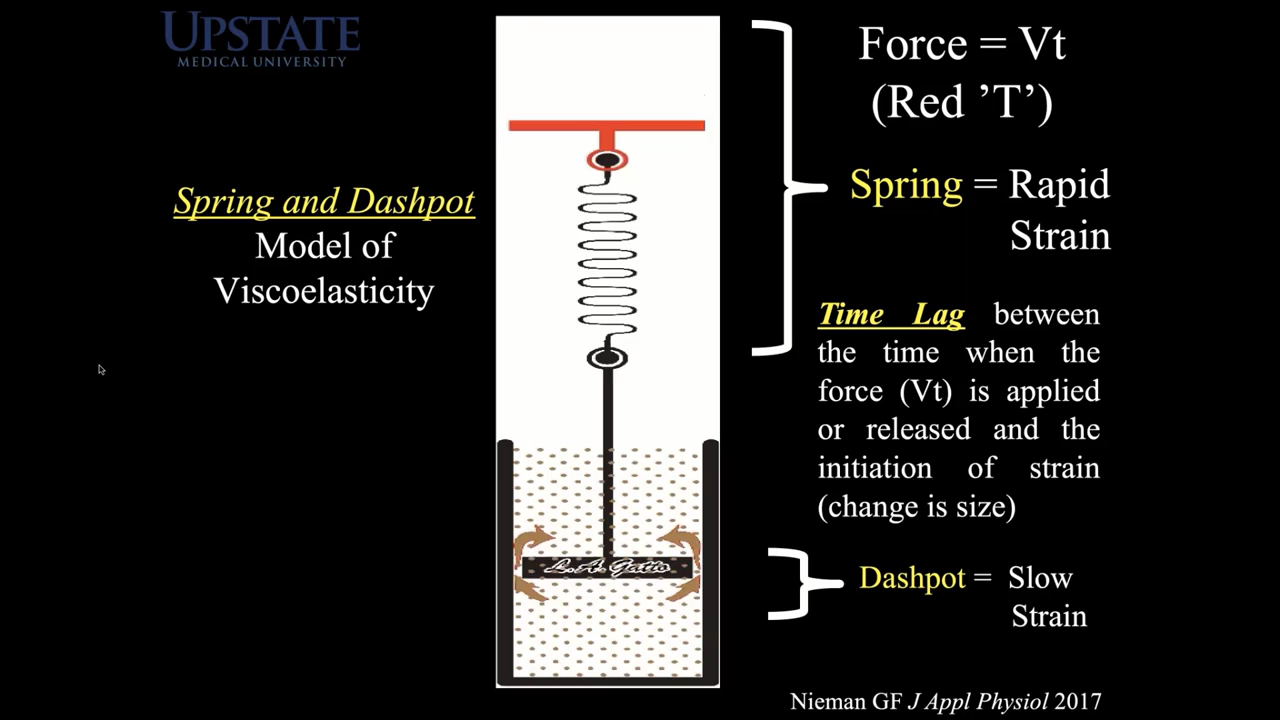 UPSTATE
MEDICAL UNIVERSITY
Spring and Dashpot
Model of
Viscoelasticity
L.A. Gatto
Force = Vt
(Red ’T’)
Spring = Rapid
Strain
Time Lag between
the time when the
force (Vt) is applied
or released and the
initiation of strain
(change is size)
Dashpot = Slow
Strain
Nieman GF J Appl Physiol 2017